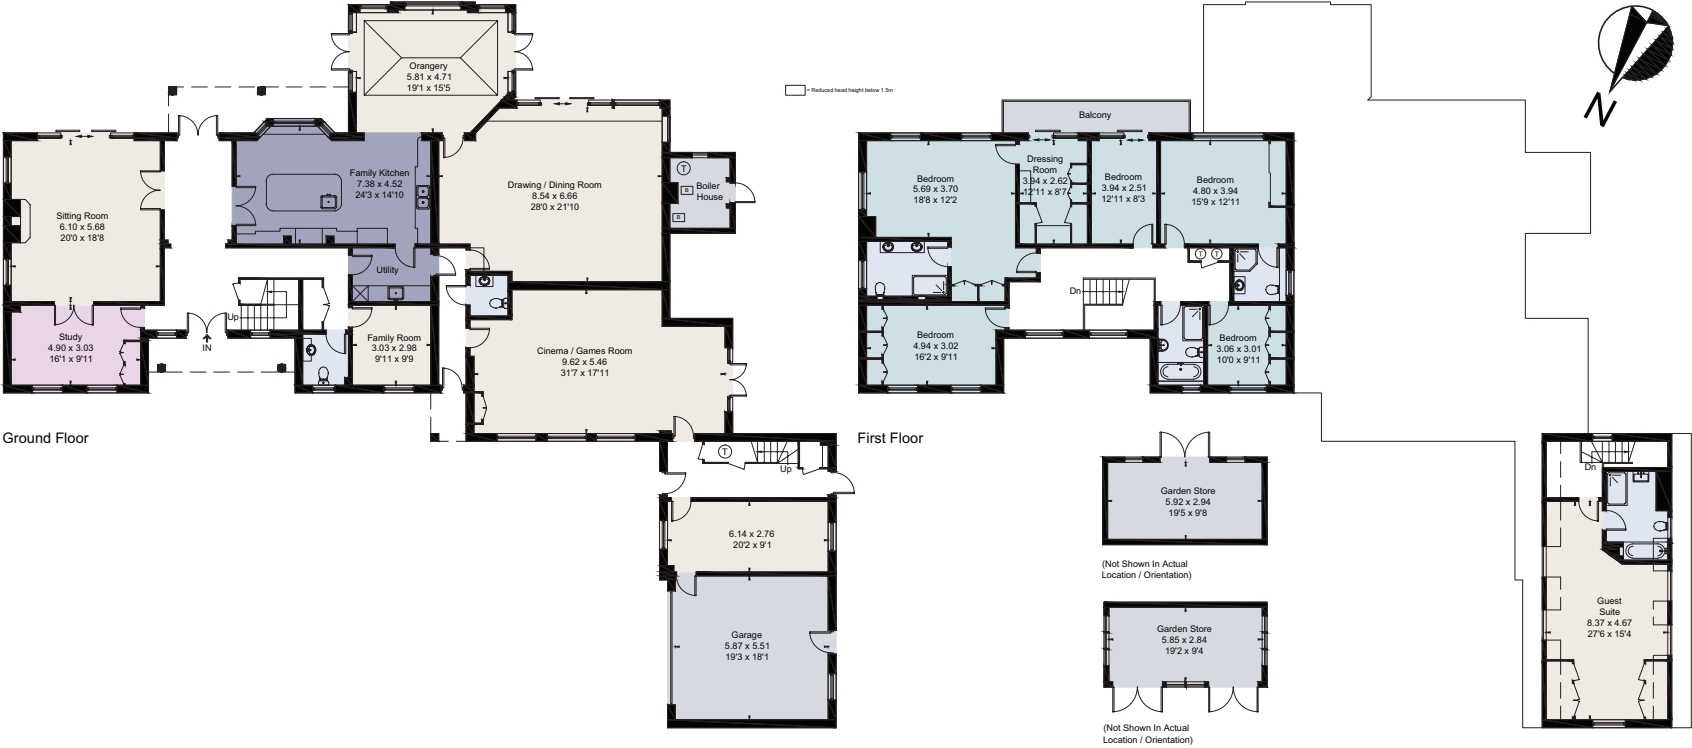 Orangery
5.81 x 4.71
19'1 x 15'5
= Reduced head height below 1.5m
N
Sitting Room
6.10 x 5.68
20'0 x 18'8
Family Kitchen
7.38 x 4.52
24'3 x 14'10
Drawing / Dining Room
8.54 x 6.66
28'0 x 21'10
T
B
B
Boiler
House
Utility
Up
Study
4.90 x 3.03
16'1 x 9'11
IN
Family Room
3.03 x 2.98
9'11 x 9'9
Cinema / Games Room
9.62 x 5.46
31'7 x 17'11
Ground Floor
T
Up
6.14 x 2.76
20'2 x 9'1
Garage
5.87 x 5.51
19'3 x 18'1
Balcony
Bedroom
5.69 x 3.70
18'8 x 12'2
Dressing
Room
3.94 x 2.62
12'11 x 8'7
Bedroom
3.94 x 2.51
12'11 x 8'3
Bedroom
4.80 x 3.94
15'9 x 12'11
T
T
Dn
Bedroom
4.94 x 3.02
16'2 x 9'11
Bedroom
3.06 x 3.01
10'0 x 9'11
First Floor
Garden Store
5.92 x 2.94
19'5 x 9'8
(Not Shown In Actual
Location / Orientation)
Garden Store
5.85 x 2.84
19'2 x 9'4
(Not Shown In Actual
Location / Orientation)
Dn
Guest
Suite
8.37 x 4.67
27'6 x 15'4